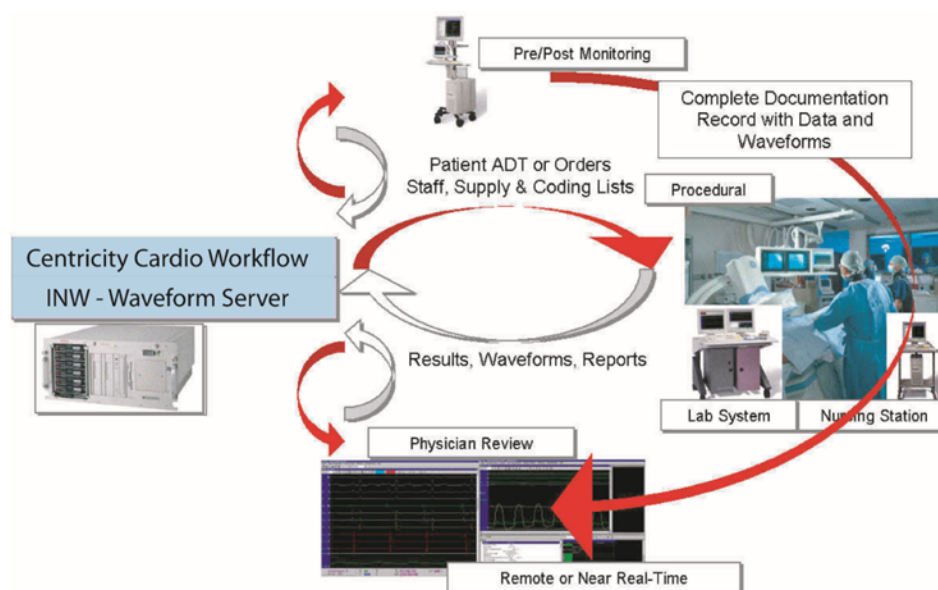 Pre/Post Monitoring
Complete Documentation
Record with Data and
Waveforms
Patient ADT or Orders
Staff, Supply & Coding Lists
Procedural
Centricity Cardio Workflow
INW - Waveform Server
Results, Waveforms, Reports
Lab System
Nursing Station
Physician Review
Remote or Near Real-Time